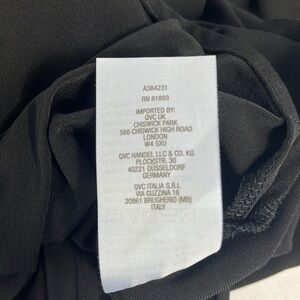 A384231
RN 81893
IMPORTED BY:
QVC UK
CHISWICK PARK
566 CHISWICK HIGH ROAD
LONDON
W4 5XU
QVC HANDEL LLC & CO. KG
PLOCKSTR. 30
40221 DÜSSELDORF
GERMANY
QVC ITALIA S.R.L
VIA GUZZINA 18
20861 BRUGHERIO (MB)
ITALY